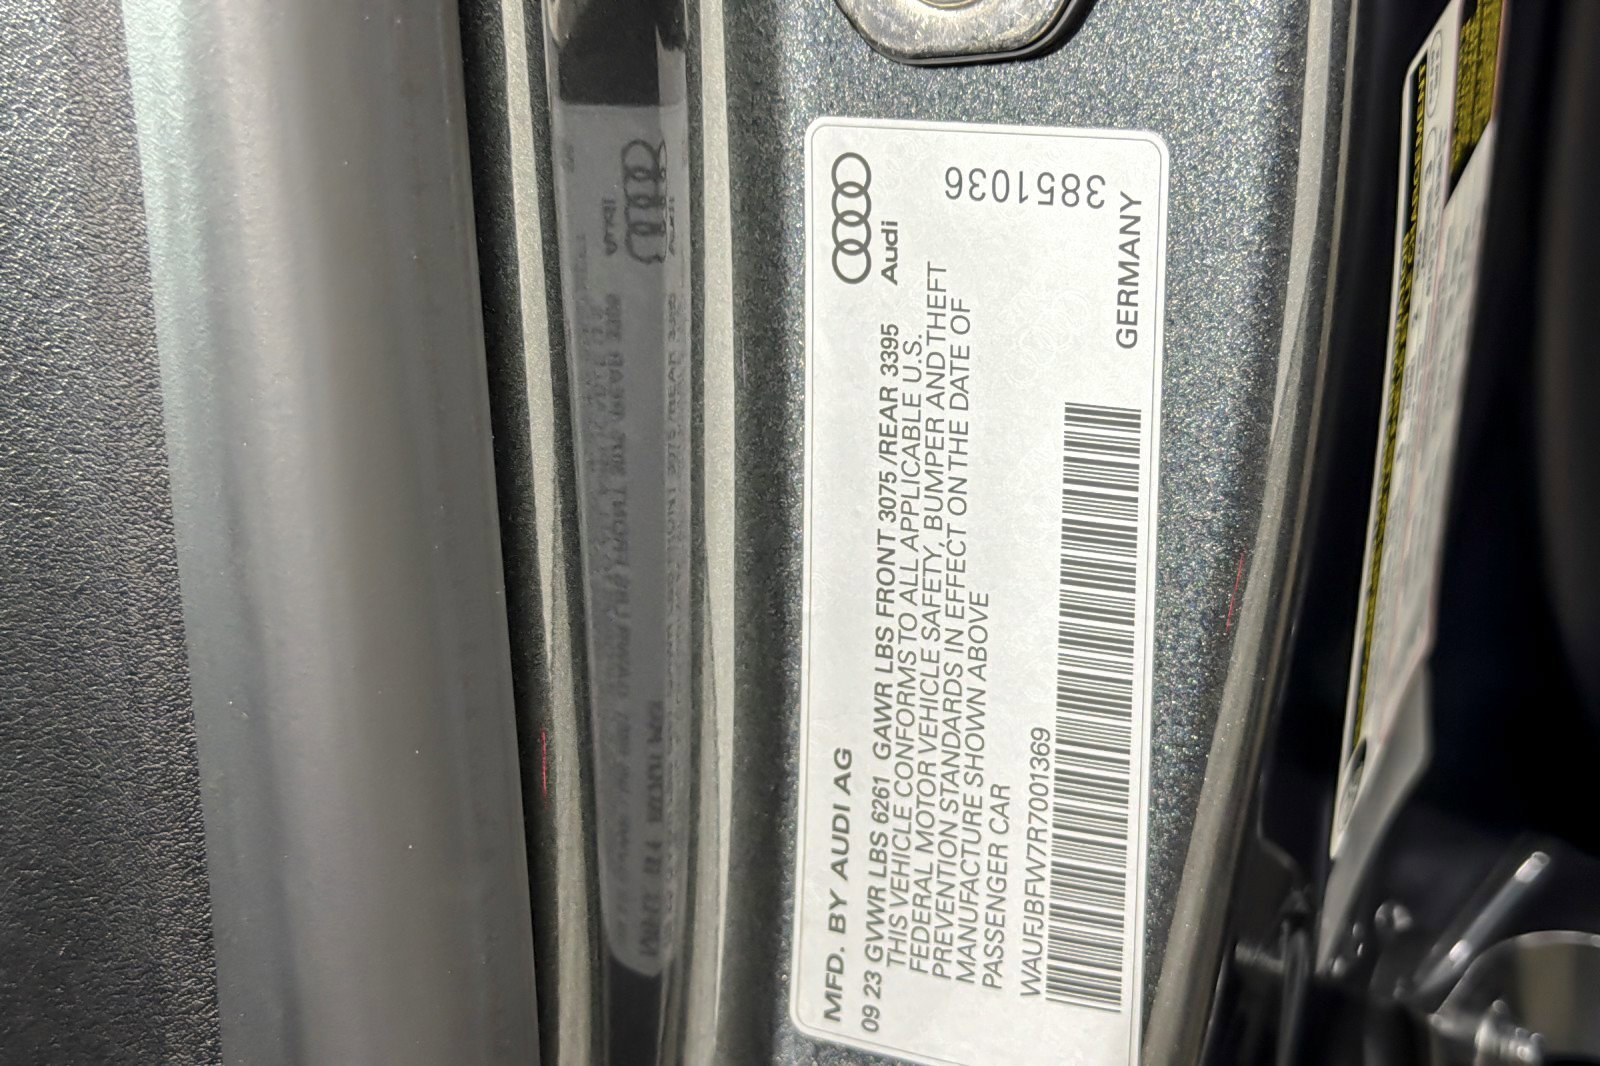 MFD. BY AUDI AG
Audi
09 23 GVWR LBS 6261 GAWR LBS FRONT 3075 /REAR 3395
THIS VEHICLE CONFORMS TO ALL APPLICABLE U.S.
FEDERAL MOTOR VEHICLE SAFETY, BUMPER AND THEFT
PREVENTION STANDARDS IN EFFECT ON THE DATE OF
MANUFACTURE SHOWN ABOVE
PASSENGER CAR
WAUFJBFW7R7001369
GERMANY
3851036